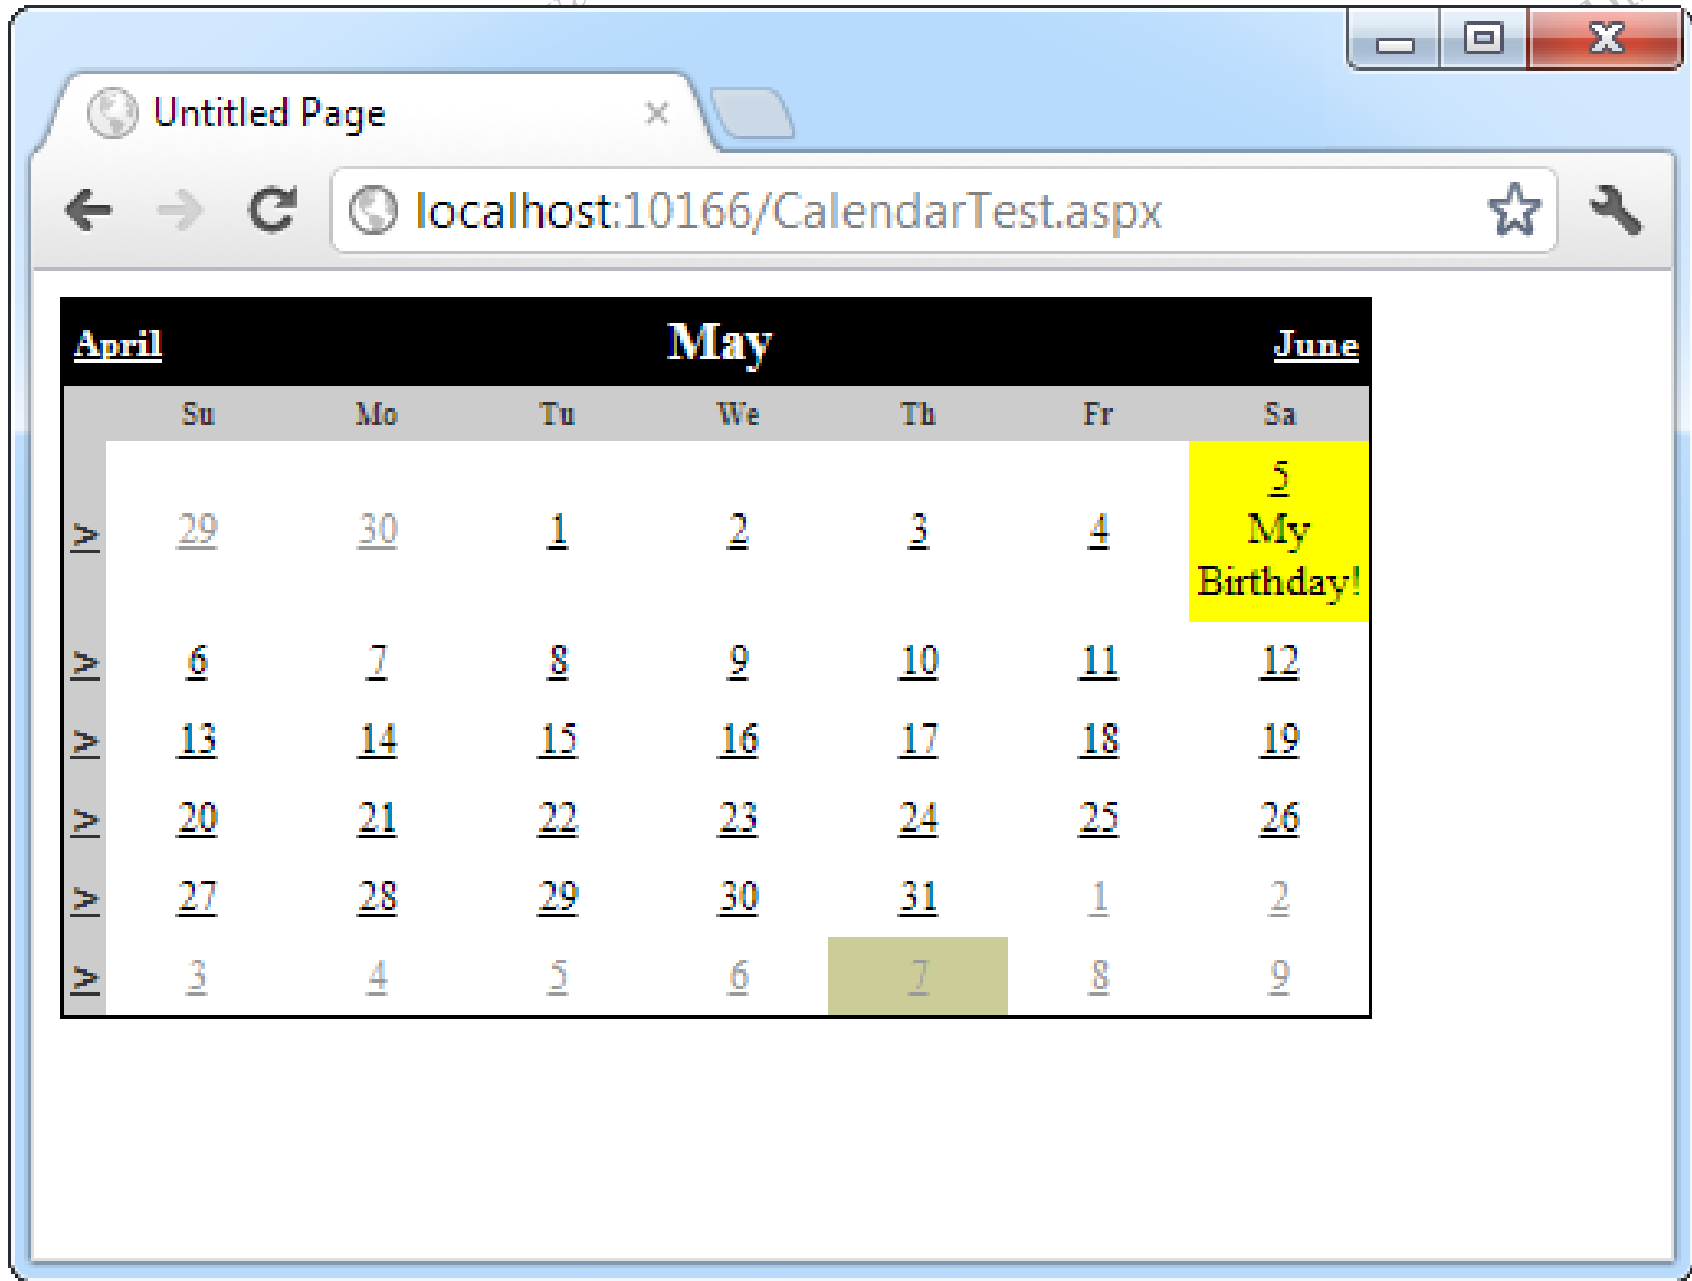 Untitled Page
localhost:10166/CalendarTest.aspx
April May June
Su Mo Tu We Th Fr Sa
> 29 30 1 2 3 4 5
My
Birthday!
> 6 7 8 9 10 11 12
> 13 14 15 16 17 18 19
> 20 21 22 23 24 25 26
> 27 28 29 30 31 1 2
> 3 4 5 6 7 8 9